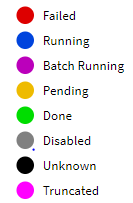 Failed
Running
Batch Running
Pending
Done
Disabled
Unknown
Truncated